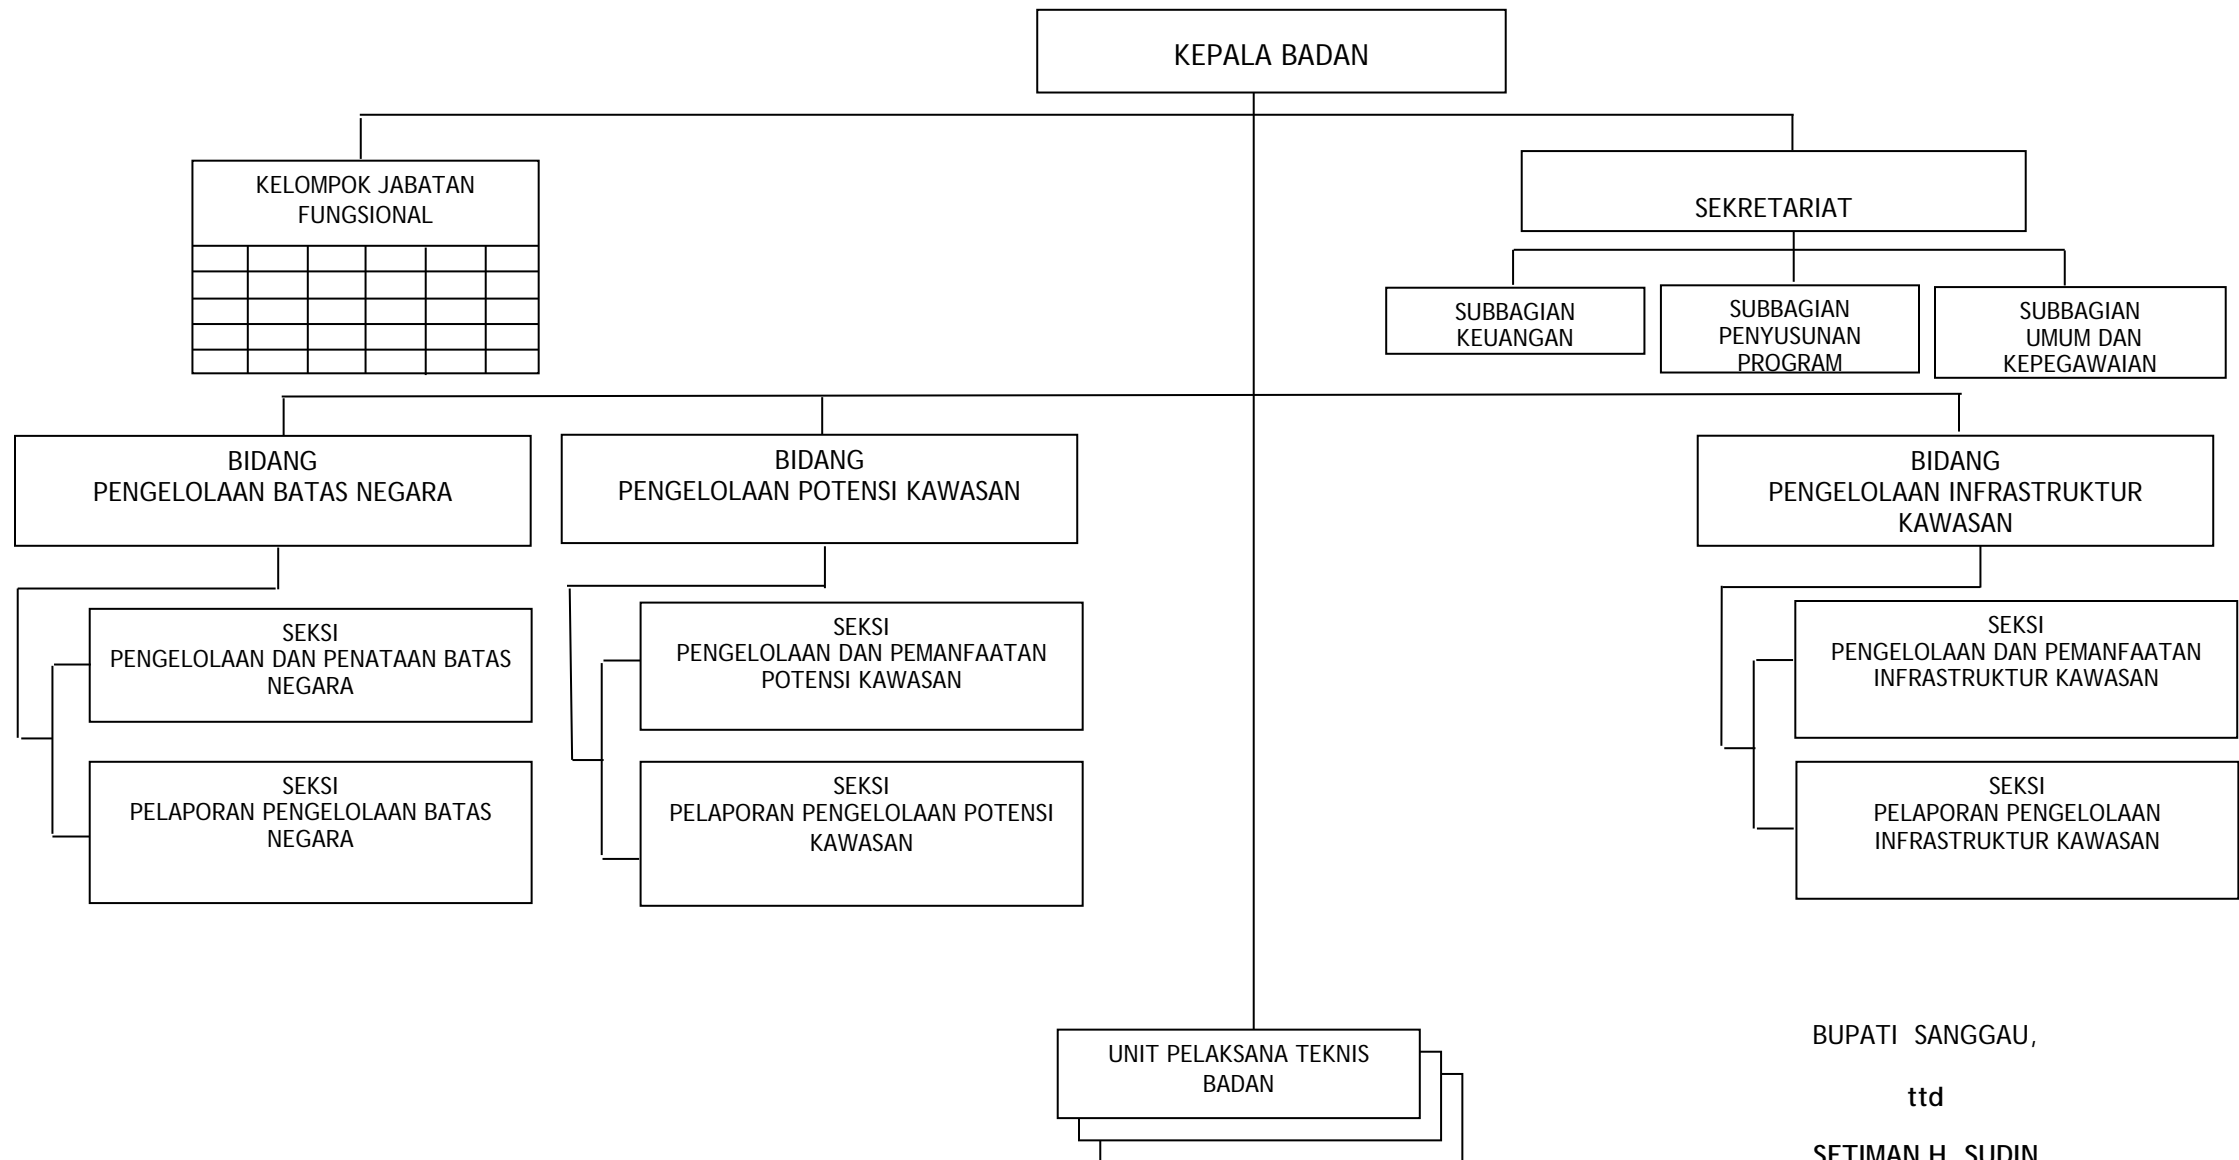 KEPALA BADAN
KELOMPOK JABATAN
FUNGSIONAL
SEKRETARIAT
SUBBAGIAN
KEUANGAN
SUBBAGIAN
PENYUSUNAN
PROGRAM
SUBBAGIAN
UMUM DAN
KEPEGAWAIAN
BIDANG
PENGELOLAAN BATAS NEGARA
BIDANG
PENGELOLAAN POTENSI KAWASAN
BIDANG
PENGELOLAAN INFRASTRUKTUR
KAWASAN
SEKSI
PENGELOLAAN DAN PENATAAN BATAS
NEGARA
SEKSI
PENGELOLAAN DAN PEMANFAATAN
POTENSI KAWASAN
SEKSI
PENGELOLAAN DAN PEMANFAATAN
INFRASTRUKTUR KAWASAN
SEKSI
PELAPORAN PENGELOLAAN BATAS
NEGARA
SEKSI
PELAPORAN PENGELOLAAN POTENSI
KAWASAN
SEKSI
PELAPORAN PENGELOLAAN
INFRASTRUKTUR KAWASAN
UNIT PELAKSANA TEKNIS
BADAN
BUPATI SANGGAU,
ttd
SETIMAN H. SUDIN